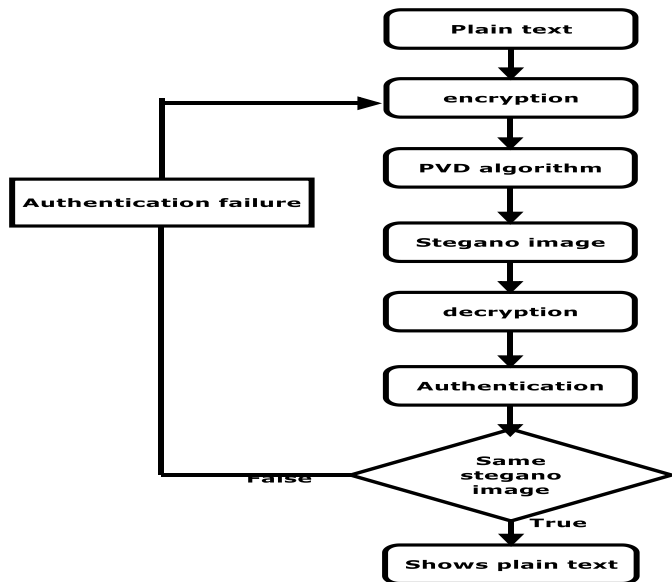 Plain text
encryption
PVD algorithm
Authentication failure
Stegano image
decryption
Authentication
Same
stegano
image
False
True
Shows plain text